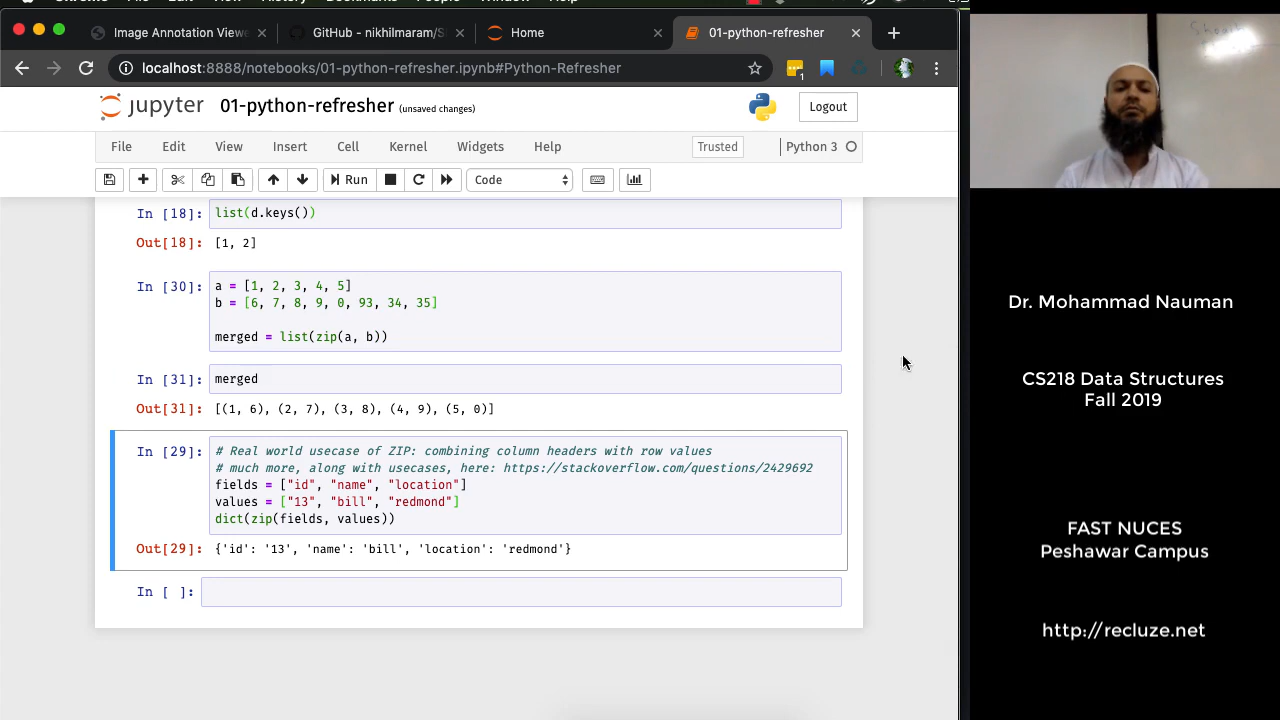 Image Annotation Viewe
GitHub - nikhilmaram/S
Home
01-python-refresher
localhost:8888/notebooks/01-python-refresher.ipynb#Python-Refresher
1
jupyter 01-python-refresher (unsaved changes)
Logout
File Edit View Insert Cell Kernel Widgets Help
Trusted
Python 3
Run
Code
In [18]: list(d.keys())
Out[18]: [1, 2]
In [30]: a = [1, 2, 3, 4, 5]
b = [6, 7, 8, 9, 0, 93, 34, 35]
merged = list(zip(a, b))
In [31]: merged
Out[31]: [(1, 6), (2, 7), (3, 8), (4, 9), (5, 0)]
In [29]: # Real world usecase of ZIP: combining column headers with row values
# much more, along with usecases, here: https://stackoverflow.com/questions/2429692
fields = ["id", "name", "location"]
values = ["13", "bill", "redmond"]
dict(zip(fields, values))
Out[29]: {'id': '13', 'name': 'bill', 'location': 'redmond'}
In [ ]:
Dr. Mohammad Nauman
CS218 Data Structures
Fall 2019
FAST NUCES
Peshawar Campus
http://recluze.net